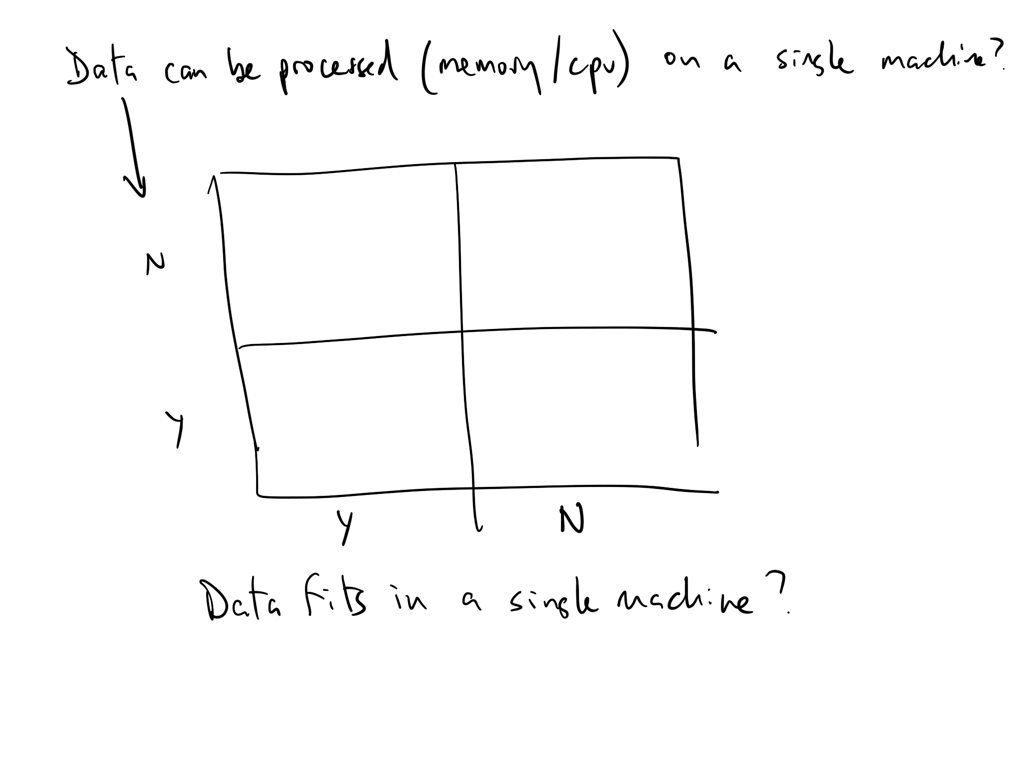 Data can be processed (memory/cpu) on a single machine?
N
Y
Y N
Data fits in a single machine?